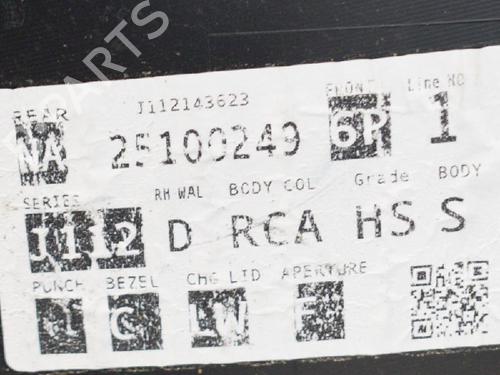 J112143623
REAR FRONT Line NO
NA 25100249 6P 1
SERIES RH WAL BODY COL Grade BODY
J112 D RCA HS S
PUNCH BEZEL Chg LID APERTURE
C LW